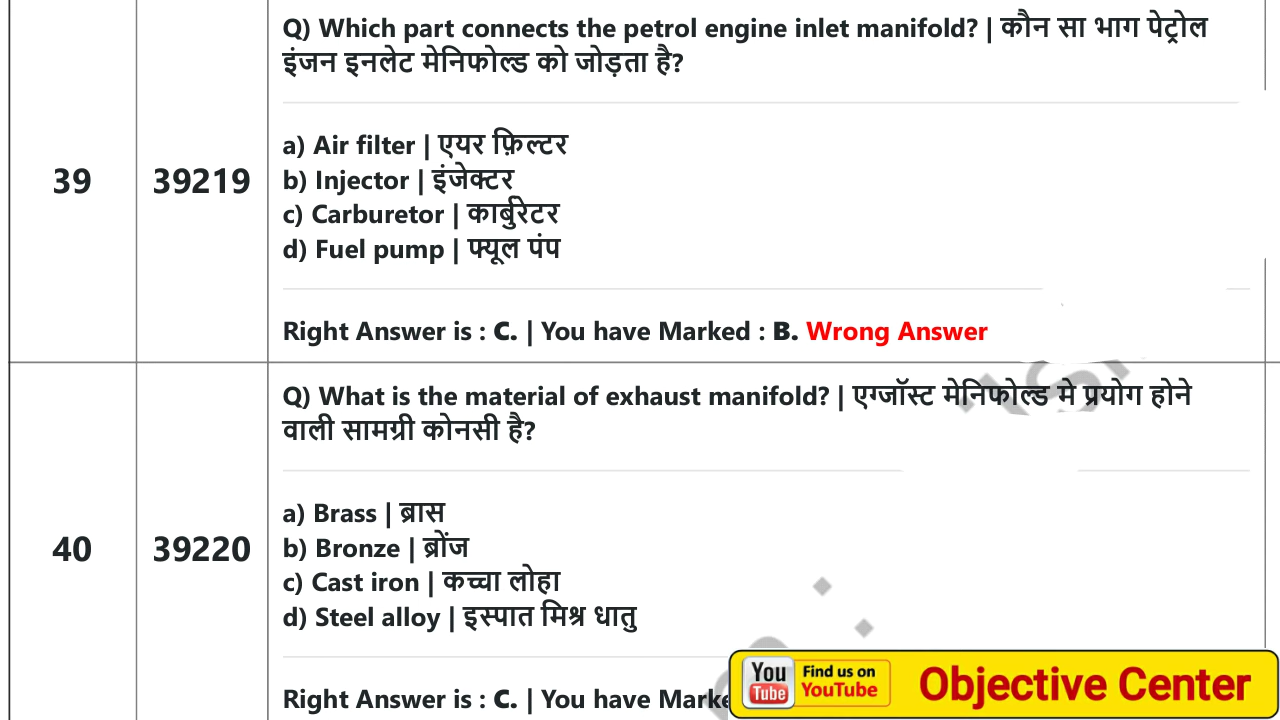 Q) Which part connects the petrol engine inlet manifold? | कौन सा भाग पेट्रोल
इंजन इनलेट मेनिफोल्ड को जोड़ता है?
39
39219
a) Air filter | एयर फ़िल्टर
b) Injector | इंजेक्टर
c) Carburetor | कार्बुरेटर
d) Fuel pump | फ्यूल पंप
Right Answer is : C. | You have Marked : B. Wrong Answer
Q) What is the material of exhaust manifold? | एग्जॉस्ट मेनिफोल्ड मे प्रयोग होने
वाली सामग्री कोनसी है?
40
39220
a) Brass | ब्रास
b) Bronze | ब्रोंज
c) Cast iron | कच्चा लोहा
d) Steel alloy | इस्पात मिश्र धातु
Right Answer is : C. | You have Marke
You
Tube
Find us on
YouTube
Objective Center